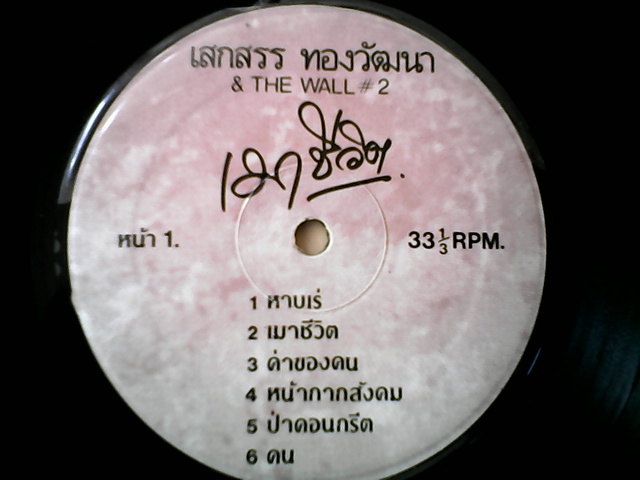 เสกสรร ทองวัฒนา
& THE WALL # 2
เมาชีวิต.
หน้า 1.
33 1/3 RPM.
1 หาบเร่
2 เมาชีวิต
3 ค่าของคน
4 หน้ากากสังคม
5 ป่าคอนกรีต
6 คน